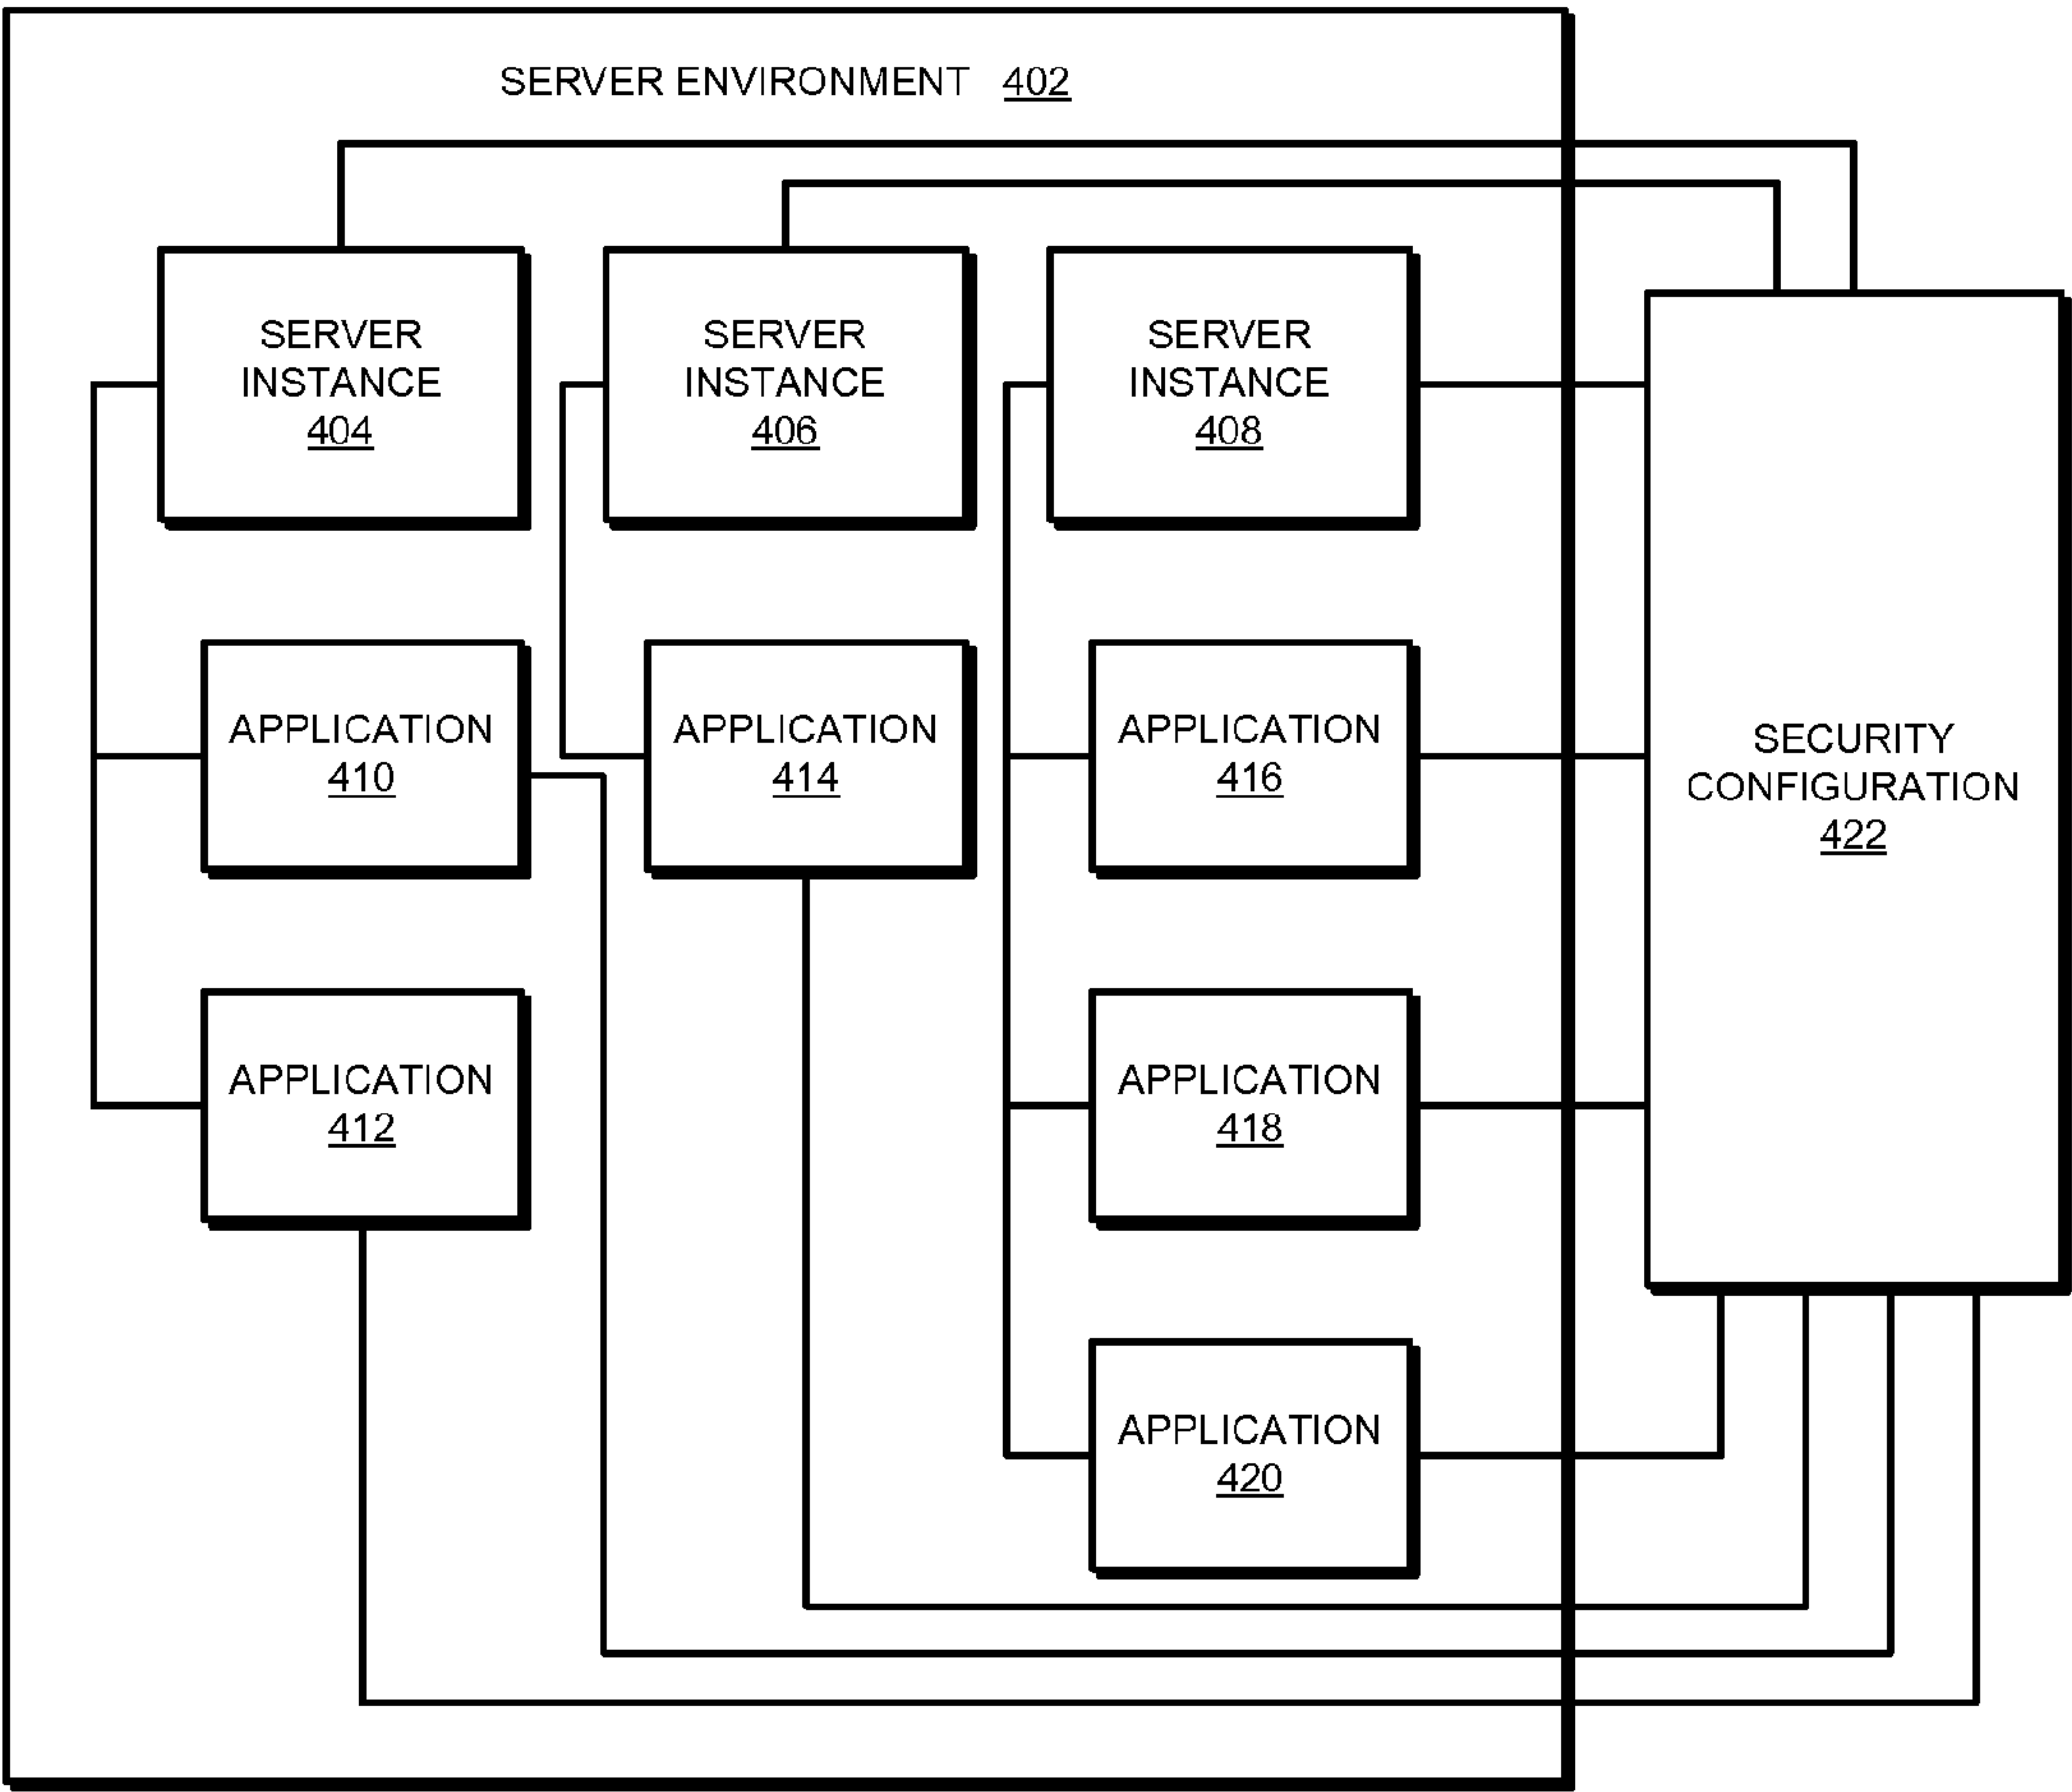 SERVER ENVIRONMENT 402
SERVER
INSTANCE
404
SERVER
INSTANCE
406
SERVER
INSTANCE
408
APPLICATION
410
APPLICATION
414
APPLICATION
416
SECURITY
CONFIGURATION
422
APPLICATION
412
APPLICATION
418
APPLICATION
420